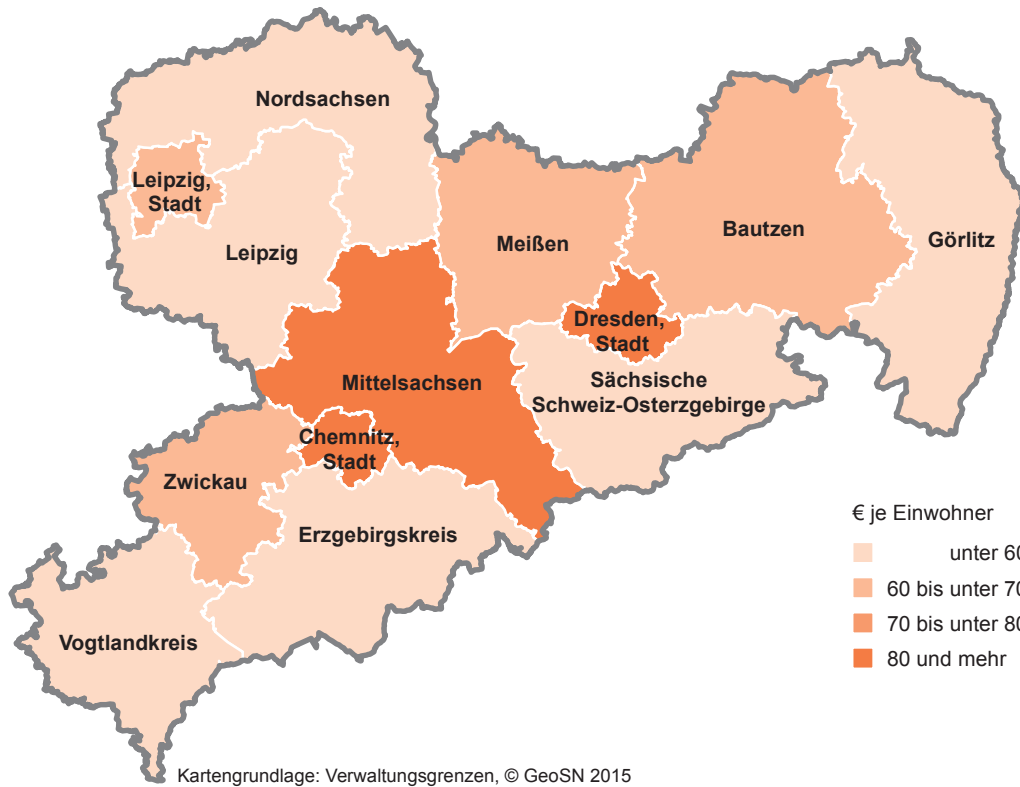 Nordsachsen
Leipzig,
Stadt
Leipzig
Meißen
Bautzen
Görlitz
Dresden,
Stadt
Mittelsachsen
Sächsische
Schweiz-Osterzgebirge
Chemnitz,
Stadt
Zwickau
Erzgebirgskreis
Vogtlandkreis
€ je Einwohner
unter 60
60 bis unter 70
70 bis unter 80
80 und mehr
Kartengrundlage: Verwaltungsgrenzen, © GeoSN 2015